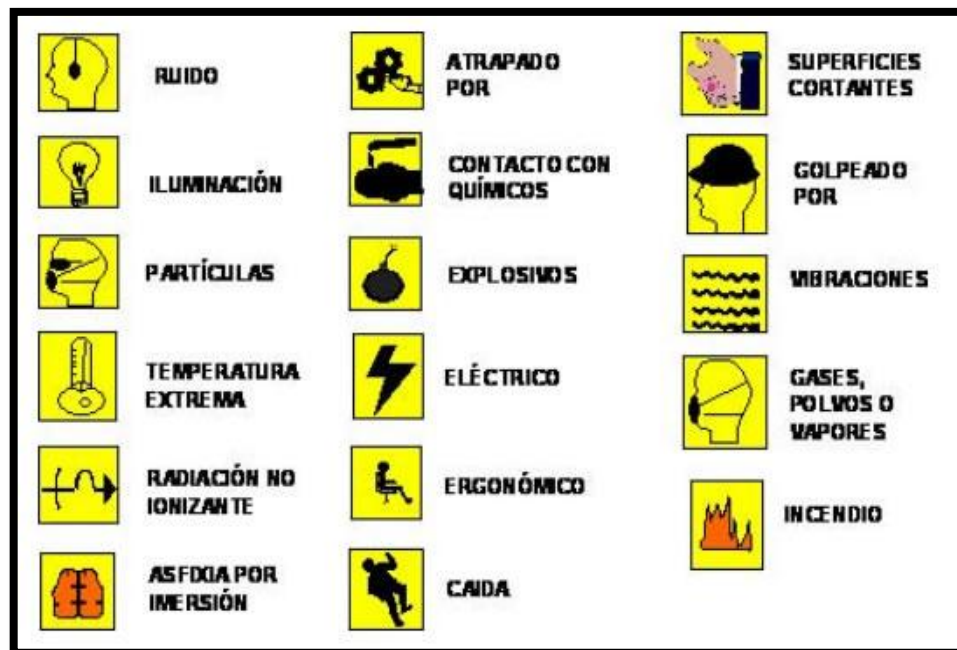 RUIDO
ILUMINACIÓN
PARTÍCULAS
TEMPERATURA
EXTREMA
RADIACIÓN NO
IONIZANTE
ASFIXIA POR
IMERSIÓN
ATRAPADO
POR
CONTACTO CON
QUÍMICOS
EXPLOSIVOS
ELÉCTRICO
ERGONÓMICO
CAIDA
SUPERFICIES
CORTANTES
GOLPEADO
POR
VIBRACIONES
GASES,
POLVOS O
VAPORES
INCENDIO